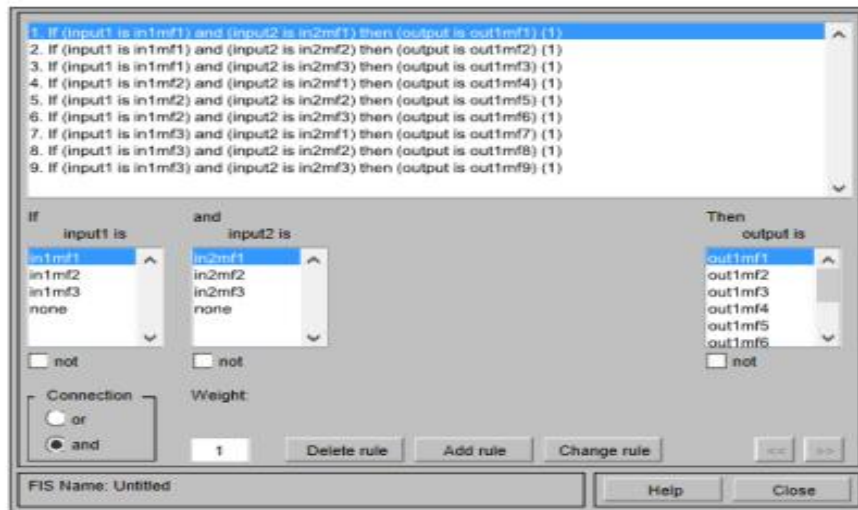 1. If (input1 is in1mf1) and (input2 is in2mf1) then (output is out1mf1) (1)
2. If (input1 is in1mf1) and (input2 is in2mf2) then (output is out1mf2) (1)
3. If (input1 is in1mf1) and (input2 is in2mf3) then (output is out1mf3) (1)
4. If (input1 is in1mf2) and (input2 is in2mf1) then (output is out1mf4) (1)
5. If (input1 is in1mf2) and (input2 is in2mf2) then (output is out1mf5) (1)
6. If (input1 is in1mf2) and (input2 is in2mf3) then (output is out1mf6) (1)
7. If (input1 is in1mf3) and (input2 is in2mf1) then (output is out1mf7) (1)
8. If (input1 is in1mf3) and (input2 is in2mf2) then (output is out1mf8) (1)
9. If (input1 is in1mf3) and (input2 is in2mf3) then (output is out1mf9) (1)
If and Then
input1 is input2 is output is
in1mf1 in2mf1 out1mf1
in1mf2 in2mf2 out1mf2
in1mf3 in2mf3 out1mf3
none none out1mf4
out1mf5
out1mf6
not not not
Connection Weight:
or
and 1 Delete rule Add rule Change rule << >>
FIS Name: Untitled Help Close